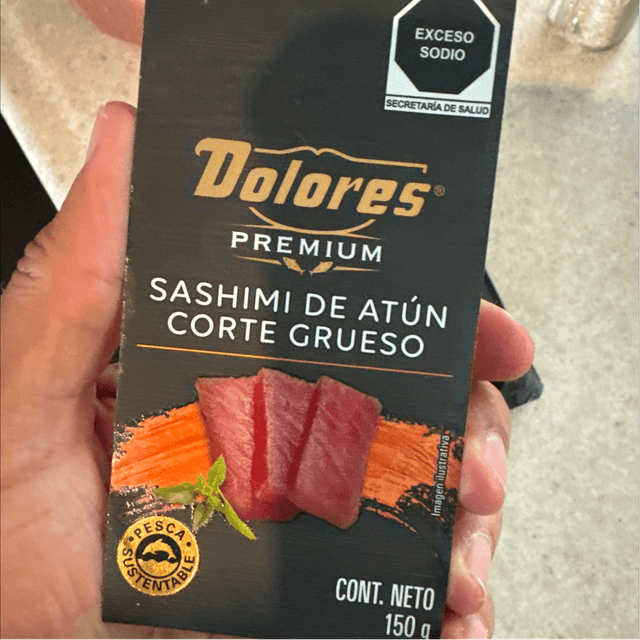 EXCESO
SODIO
SECRETARÍA DE SALUD
Dolores®
PREMIUM
SASHIMI DE ATÚN
CORTE GRUESO
Imagen ilustrativa
PESCA
SUSTENTABLE
CONT. NETO
150 g